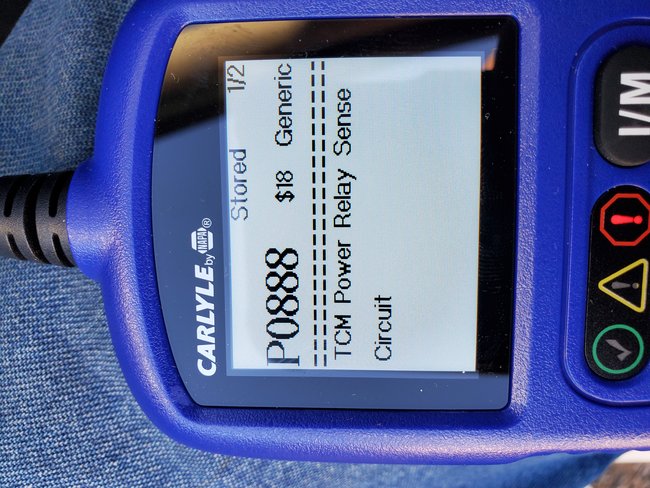 CARLYLE by NAPA®
Stored 1/2
P0888 $18 Generic
====================
TCM Power Relay Sense
Circuit
I/M